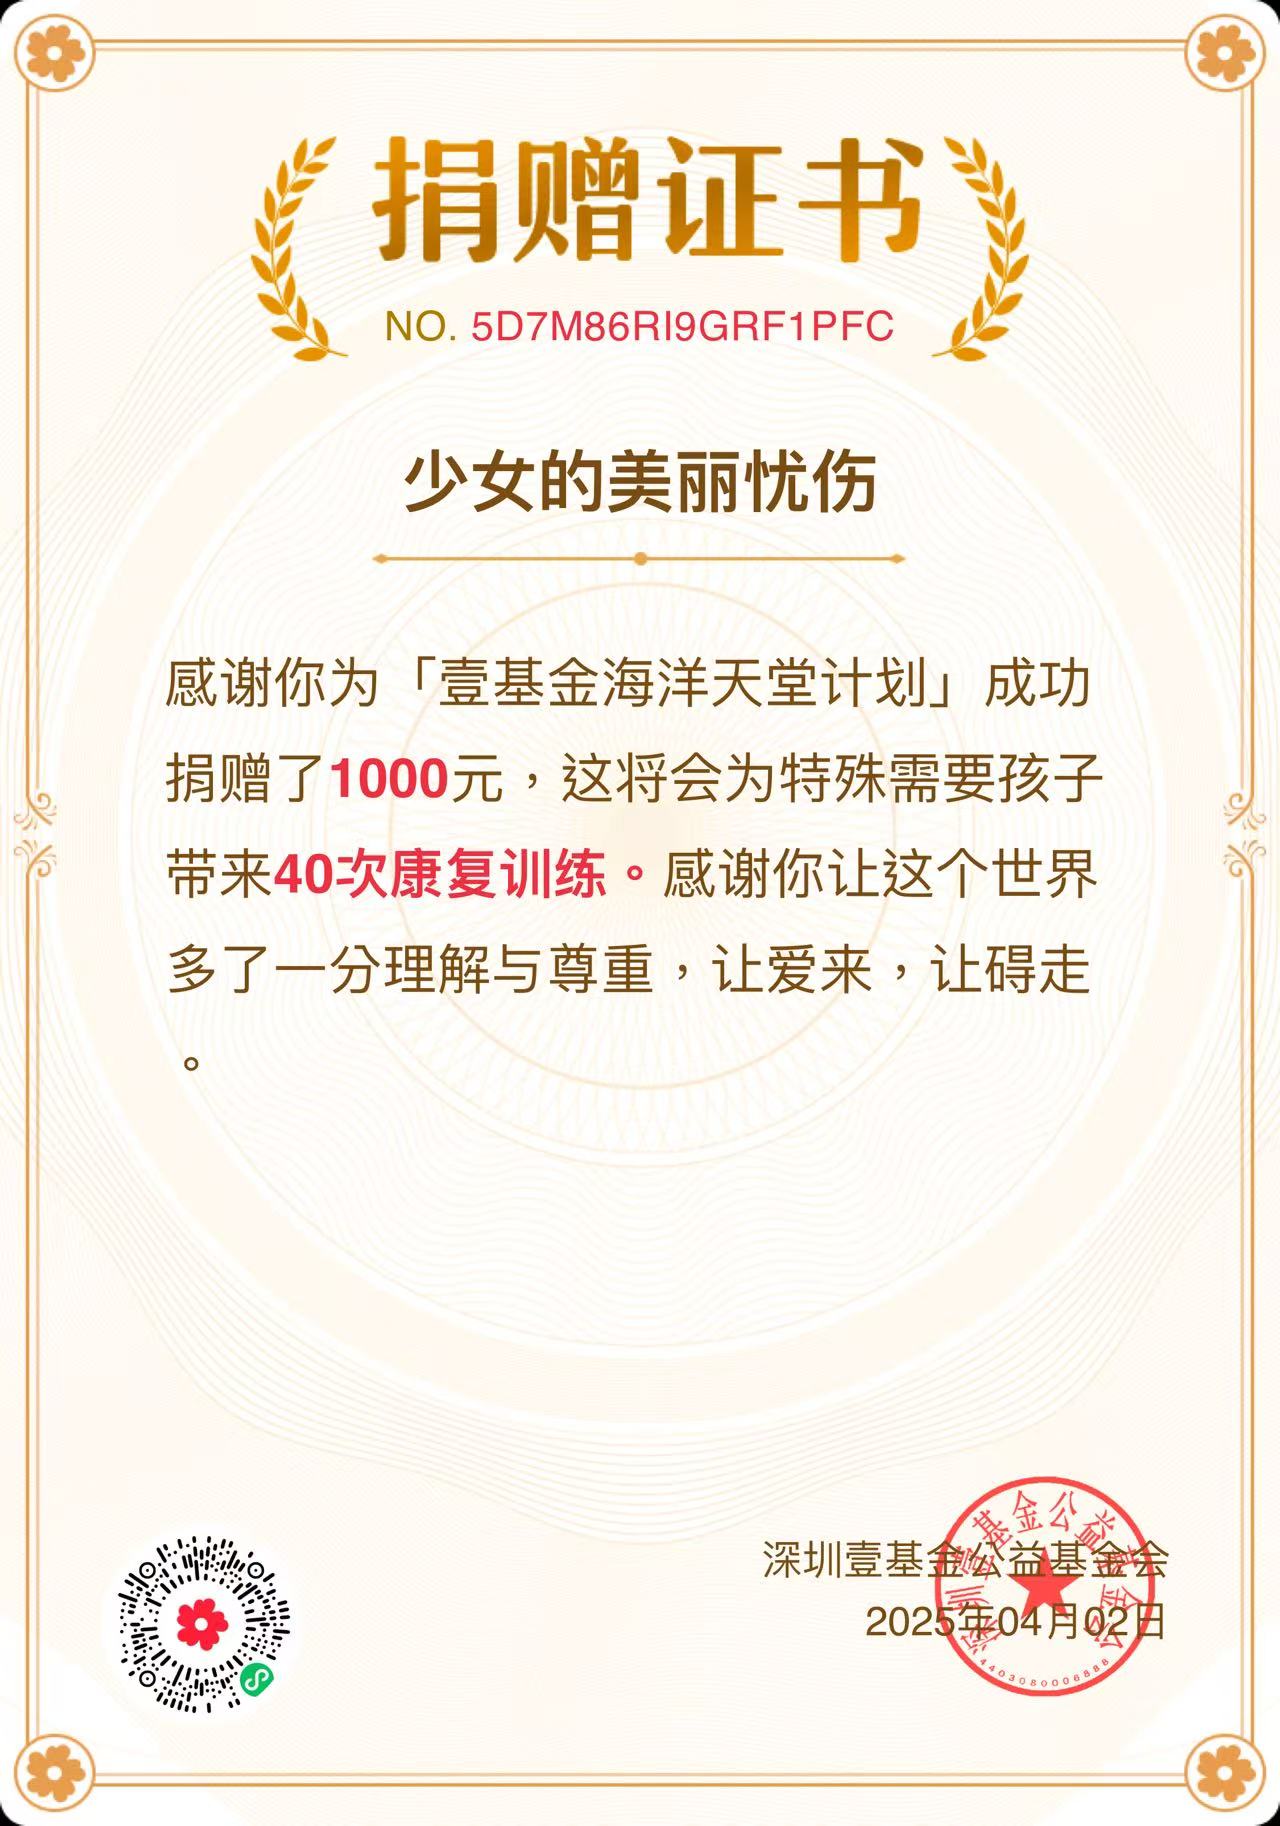 捐赠证书
NO. 5D7M86RI9GRF1PFC
少女的美丽忧伤
感谢你为「壹基金海洋天堂计划」成功
捐赠了1000元，这将会为特殊需要孩子
带来40次康复训练。感谢你让这个世界
多了一分理解与尊重，让爱来，让碍走
。
深圳壹基金公益基金会
2025年04月02日
深圳壹基金公益基金会
4403080006888